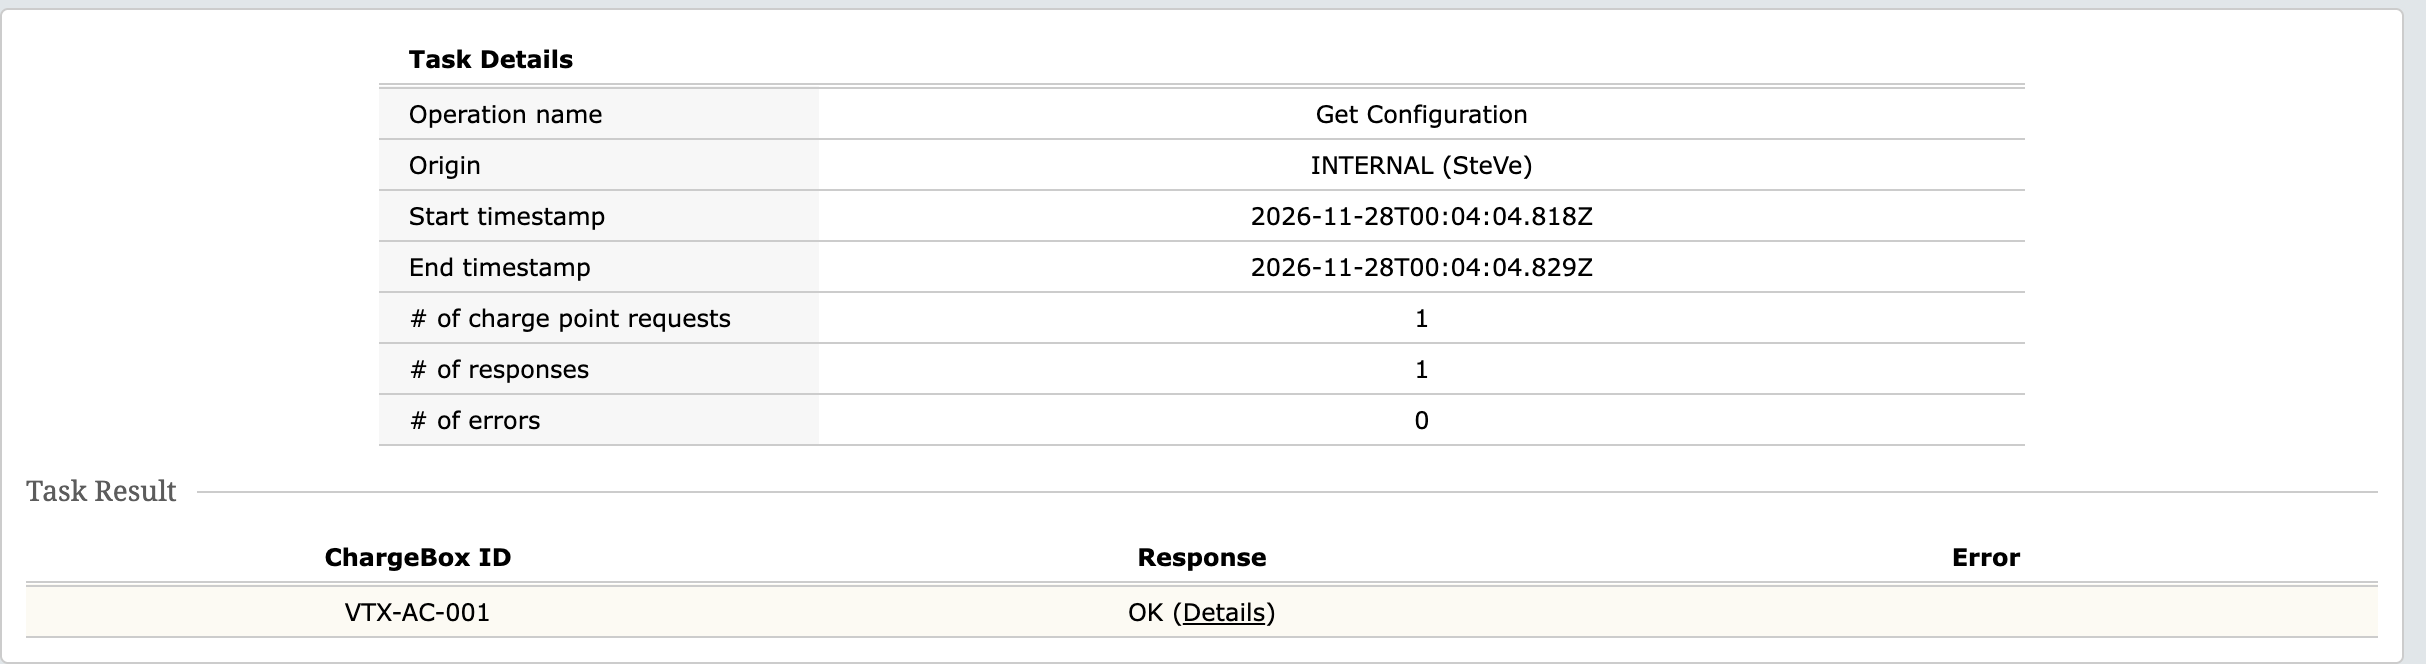 Task Details
Operation name Get Configuration
Origin INTERNAL (SteVe)
Start timestamp 2026-11-28T00:04:04.818Z
End timestamp 2026-11-28T00:04:04.829Z
# of charge point requests 1
# of responses 1
# of errors 0
Task Result
ChargeBox ID Response Error
VTX-AC-001 OK (Details)